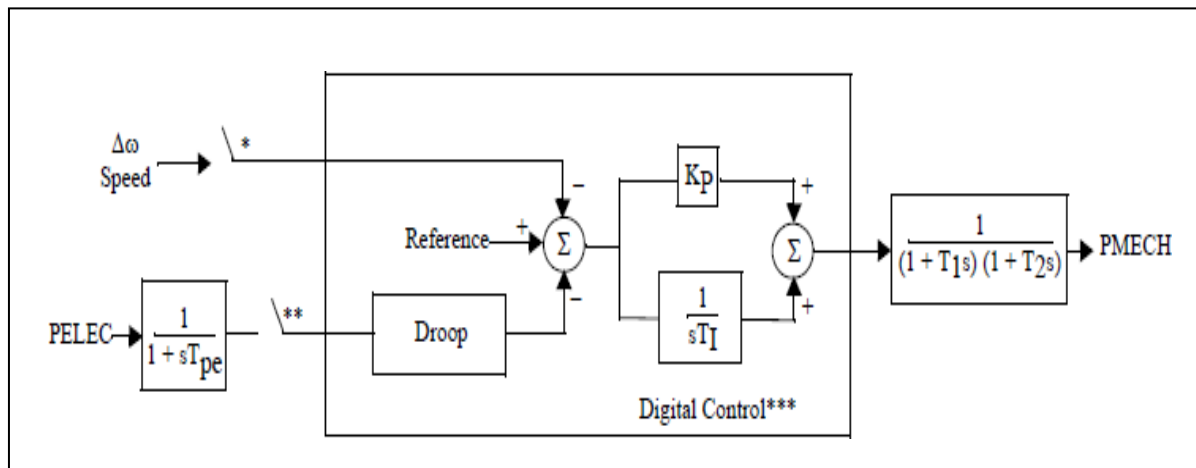 Δω
Speed
*
−
Kp
+
Reference
+
Σ
Σ
1
(1 + T1s) (1 + T2s)
PMECH
−
+
PELEC
1
1 + sTpe
**
Droop
1
sTI
Digital Control***